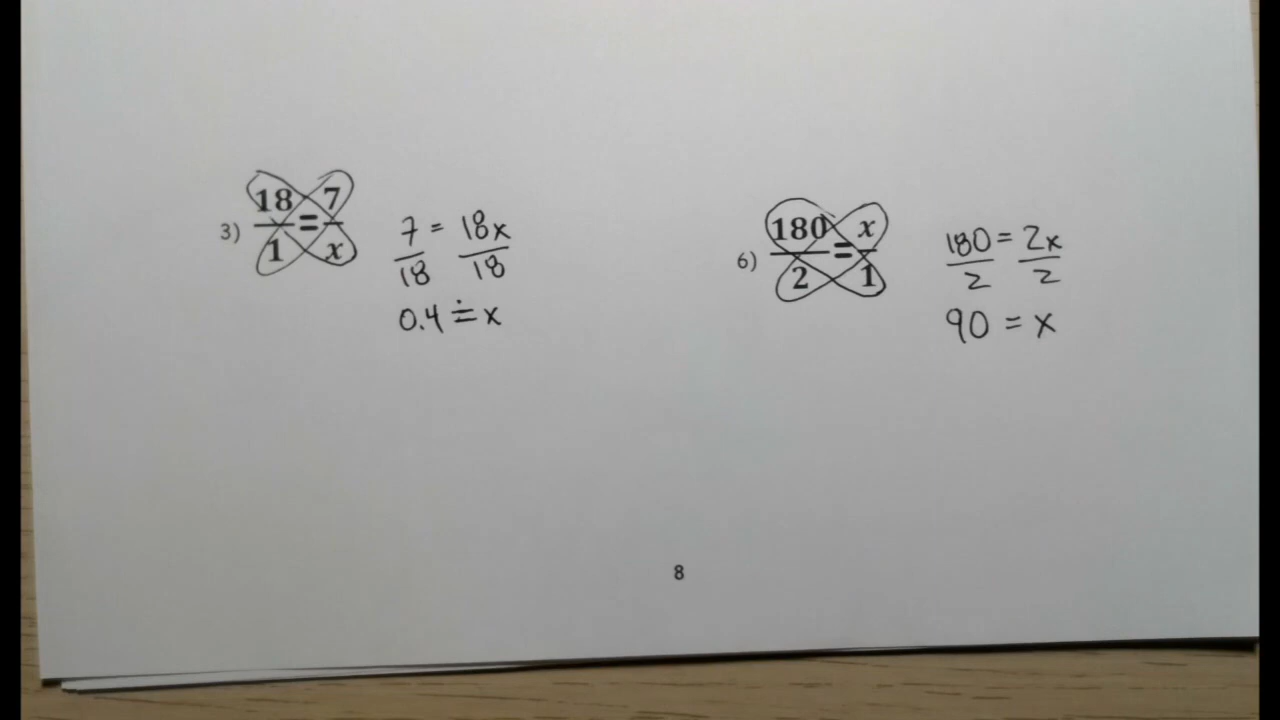 3) 18/1 = 7/x
7/18 = 18x/18
0.4 ≐ x
6) 180/2 = x/1
180/2 = 2x/2
90 = x
8